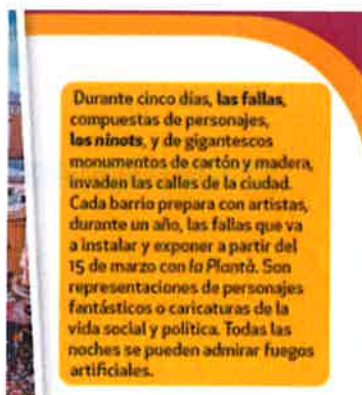 Durante cinco días, las fallas,
compuestas de personajes,
los ninots, y de gigantescos
monumentos de cartón y madera,
invaden las calles de la ciudad.
Cada barrio prepara con artistas,
durante un año, las fallas que va
a instalar y exponer a partir del
15 de marzo con la Plantà. Son
representaciones de personajes
fantásticos o caricaturas de la
vida social y política. Todas las
noches se pueden admirar fuegos
artificiales.